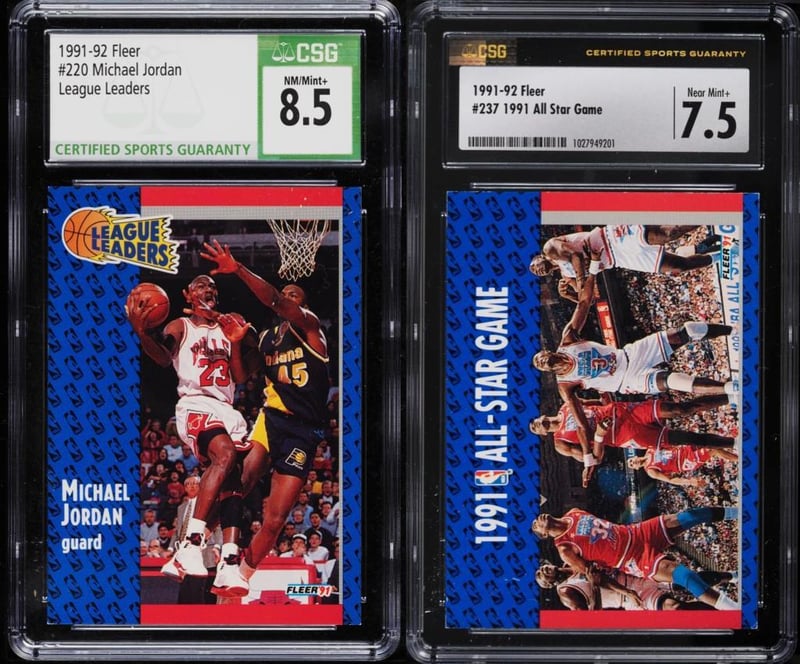 1991-92 Fleer
#220 Michael Jordan
League Leaders
CSG
NM/Mint+
8.5
CERTIFIED SPORTS GUARANTY
LEAGUE
LEADERS
BULLS
23
Indiana
45
MICHAEL
JORDAN
guard
FLEER '91
CSG
CERTIFIED SPORTS GUARANTY
1991-92 Fleer
#237 1991 All Star Game
Near Mint+
7.5
1027949201
1991 ALL-STAR GAME
FLEER '91